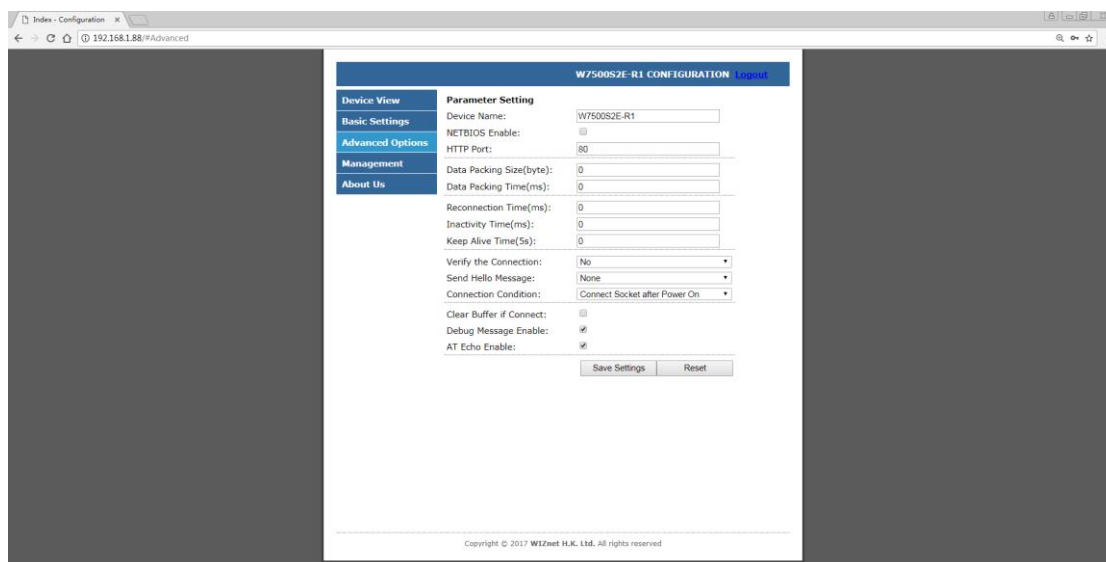 Index - Configuration
192.168.1.88/#Advanced
W7500S2E-R1 CONFIGURATION Logout
Device View
Basic Settings
Advanced Options
Management
About Us
Parameter Setting
Device Name: W7500S2E-R1
NETBIOS Enable:
HTTP Port: 80
Data Packing Size(byte): 0
Data Packing Time(ms): 0
Reconnection Time(ms): 0
Inactivity Time(ms): 0
Keep Alive Time(5s): 0
Verify the Connection: No
Send Hello Message: None
Connection Condition: Connect Socket after Power On
Clear Buffer if Connect:
Debug Message Enable:
AT Echo Enable:
Save Settings Reset
Copyright © 2017 WIZnet H.K. Ltd. All rights reserved